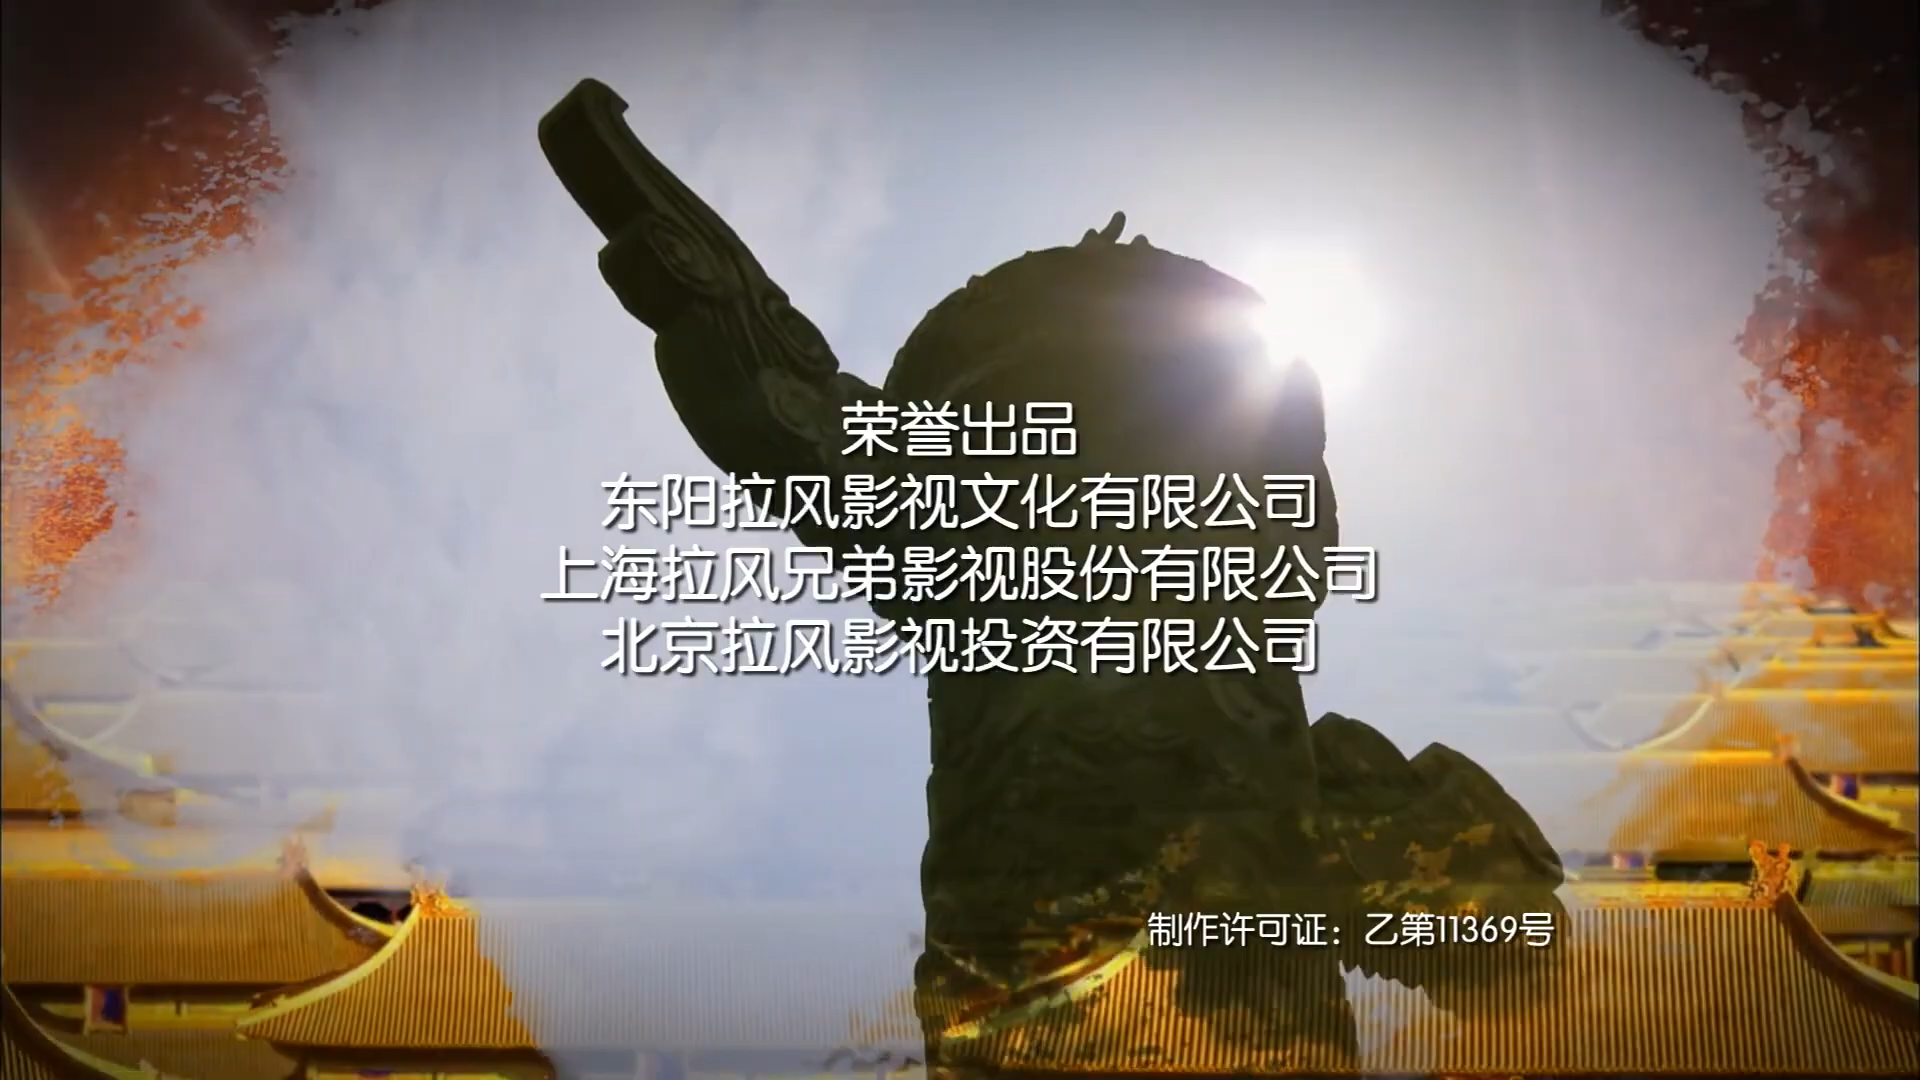 荣誉出品
东阳拉风影视文化有限公司
上海拉风兄弟影视股份有限公司
北京拉风影视投资有限公司
制作许可证：乙第11369号